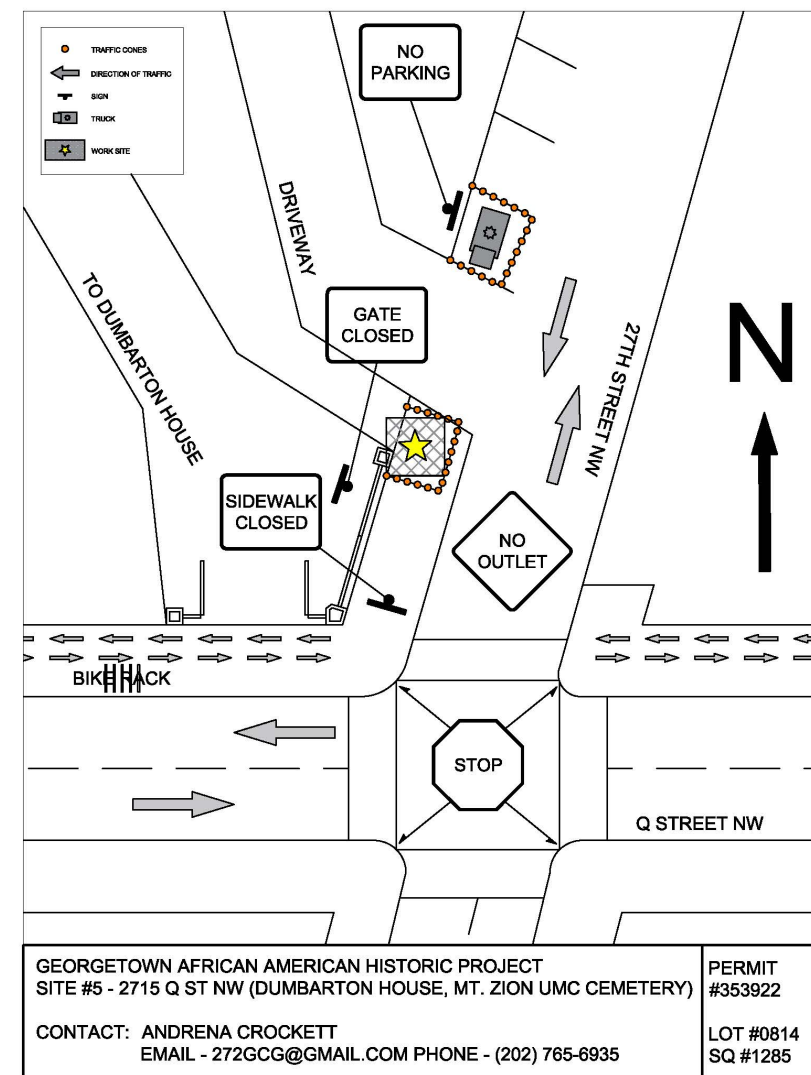 TRAFFIC CONES
DIRECTION OF TRAFFIC
SIGN
TRUCK
WORK SITE
NO
PARKING
DRIVEWAY
GATE
CLOSED
TO DUMBARTON HOUSE
27TH STREET NW
N
SIDEWALK
CLOSED
NO
OUTLET
BIKE RACK
STOP
Q STREET NW
GEORGETOWN AFRICAN AMERICAN HISTORIC PROJECT
SITE #5 - 2715 Q ST NW (DUMBARTON HOUSE, MT. ZION UMC CEMETERY)
CONTACT: ANDRENA CROCKETT
EMAIL - 272GCG@GMAIL.COM PHONE - (202) 765-6935
PERMIT
#353922
LOT #0814
SQ #1285